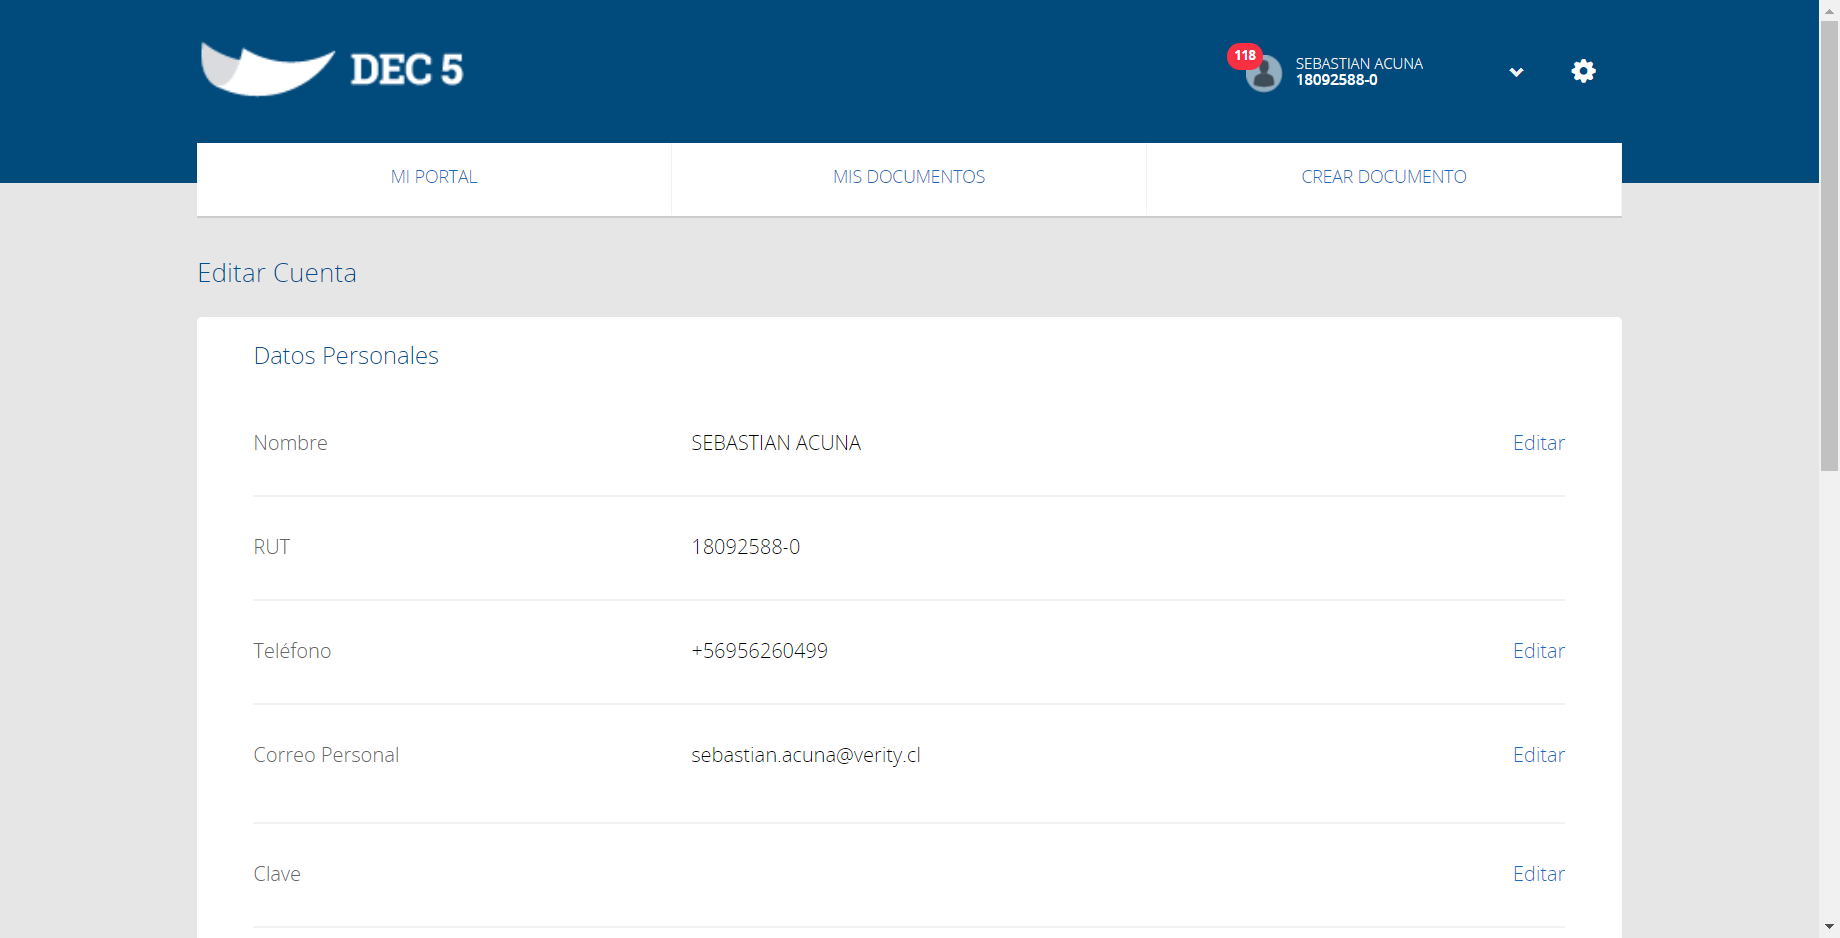 DEC 5
118
SEBASTIAN ACUNA
18092588-0
MI PORTAL
MIS DOCUMENTOS
CREAR DOCUMENTO
Editar Cuenta
Datos Personales
Nombre SEBASTIAN ACUNA Editar
RUT 18092588-0
Teléfono +56956260499 Editar
Correo Personal sebastian.acuna@verity.cl Editar
Clave Editar